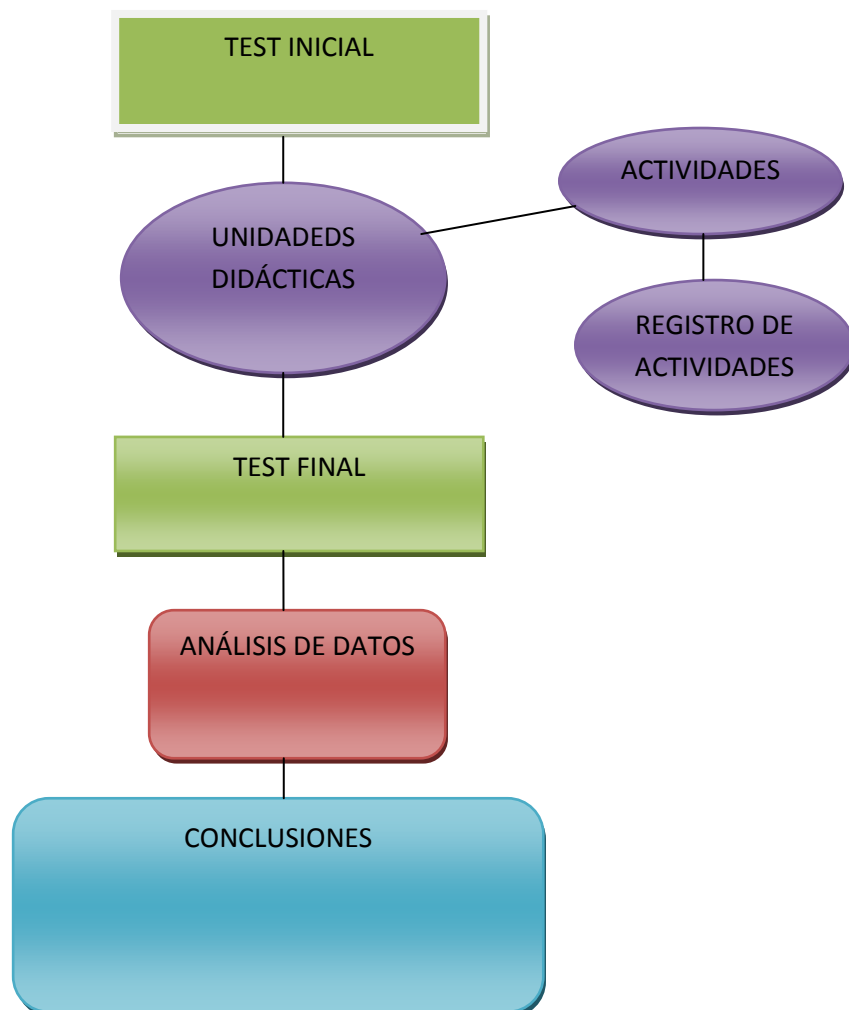 TEST INICIAL
ACTIVIDADES
UNIDADEDS
DIDÁCTICAS
REGISTRO DE
ACTIVIDADES
TEST FINAL
ANÁLISIS DE DATOS
CONCLUSIONES